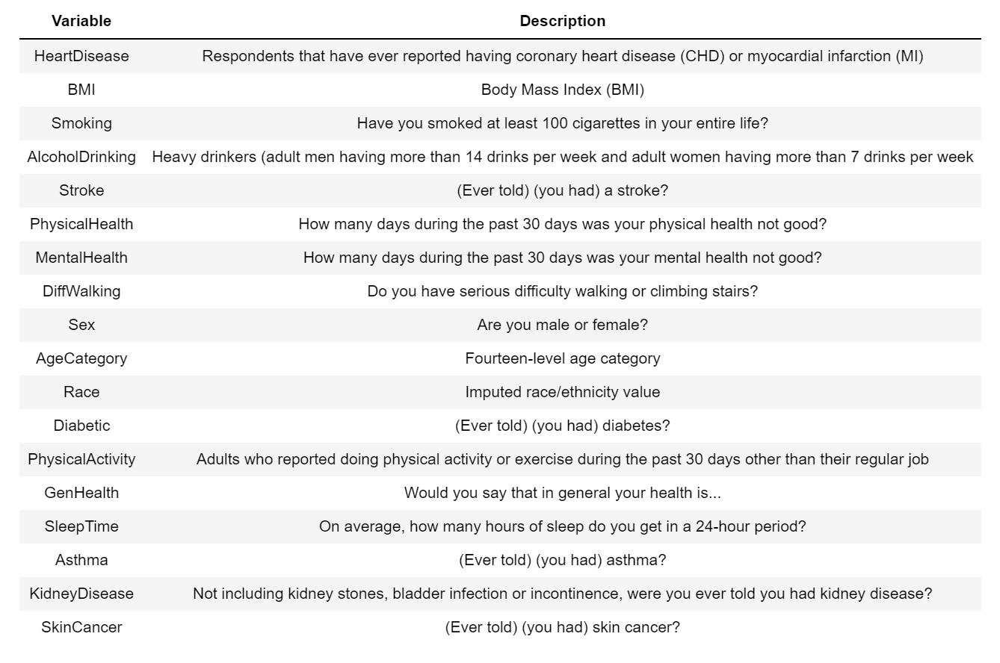 Variable Description
HeartDisease Respondents that have ever reported having coronary heart disease (CHD) or myocardial infarction (MI)
BMI Body Mass Index (BMI)
Smoking Have you smoked at least 100 cigarettes in your entire life?
AlcoholDrinking Heavy drinkers (adult men having more than 14 drinks per week and adult women having more than 7 drinks per week
Stroke (Ever told) (you had) a stroke?
PhysicalHealth How many days during the past 30 days was your physical health not good?
MentalHealth How many days during the past 30 days was your mental health not good?
DiffWalking Do you have serious difficulty walking or climbing stairs?
Sex Are you male or female?
AgeCategory Fourteen-level age category
Race Imputed race/ethnicity value
Diabetic (Ever told) (you had) diabetes?
PhysicalActivity Adults who reported doing physical activity or exercise during the past 30 days other than their regular job
GenHealth Would you say that in general your health is...
SleepTime On average, how many hours of sleep do you get in a 24-hour period?
Asthma (Ever told) (you had) asthma?
KidneyDisease Not including kidney stones, bladder infection or incontinence, were you ever told you had kidney disease?
SkinCancer (Ever told) (you had) skin cancer?